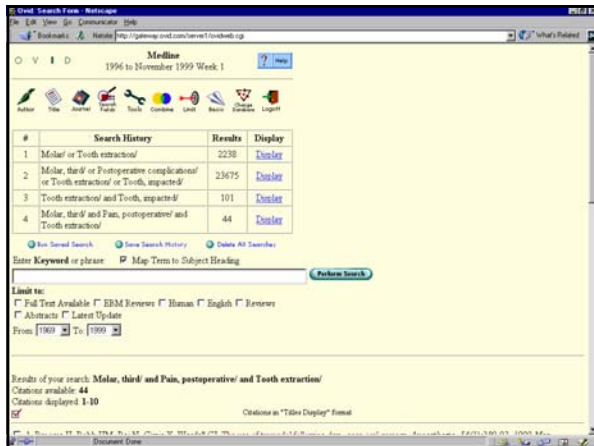 Ovid: Search Form - Netscape
File Edit View Go Communicator Help
Bookmarks Netsite: http://gateway.ovid.com/server1/ovidweb.cgi What's Related
O V I D
Medline
1996 to November 1999 Week 1
? Help
Author Title Journal Search Fields Tools Combine Limit Basic Change Database Logoff
# Search History Results Display
1 Molar/ or Tooth extraction/ 2238 Display
2 Molar, third/ or Postoperative complications/ or Tooth extraction/ or Tooth, impacted/ 23675 Display
3 Tooth extraction/ and Tooth, impacted/ 101 Display
4 Molar, third/ and Pain, postoperative/ and Tooth extraction/ 44 Display
Run Saved Search Save Search History Delete All Searches
Enter Keyword or phrase: Map Term to Subject Heading
Perform Search
Limit to:
Full Text Available EBM Reviews Human English Reviews
Abstracts Latest Update
From: 1969 To: 1999
Results of your search: Molar, third/ and Pain, postoperative/ and Tooth extraction/
Citations available: 44
Citations displayed: 1-10
Citations in "Titles Display" format
Document Done